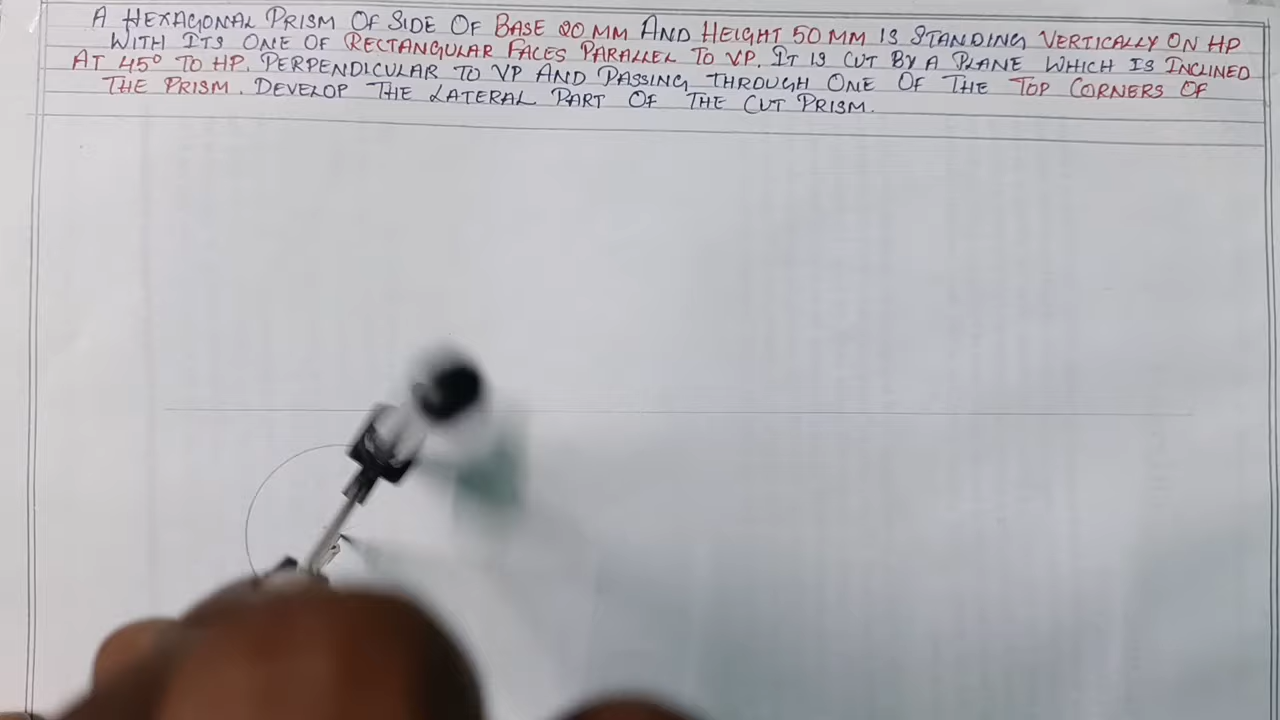 A HEXAGONAL PRISM OF SIDE OF BASE 20 MM AND HEIGHT 50 MM IS STANDING VERTICALLY ON HP
WITH ITS ONE OF RECTANGULAR FACES PARALLEL TO VP. IT IS CUT BY A PLANE WHICH IS INCLINED
AT 45° TO HP, PERPENDICULAR TO VP AND PASSING THROUGH ONE OF THE TOP CORNERS OF
THE PRISM. DEVELOP THE LATERAL PART OF THE CUT PRISM.